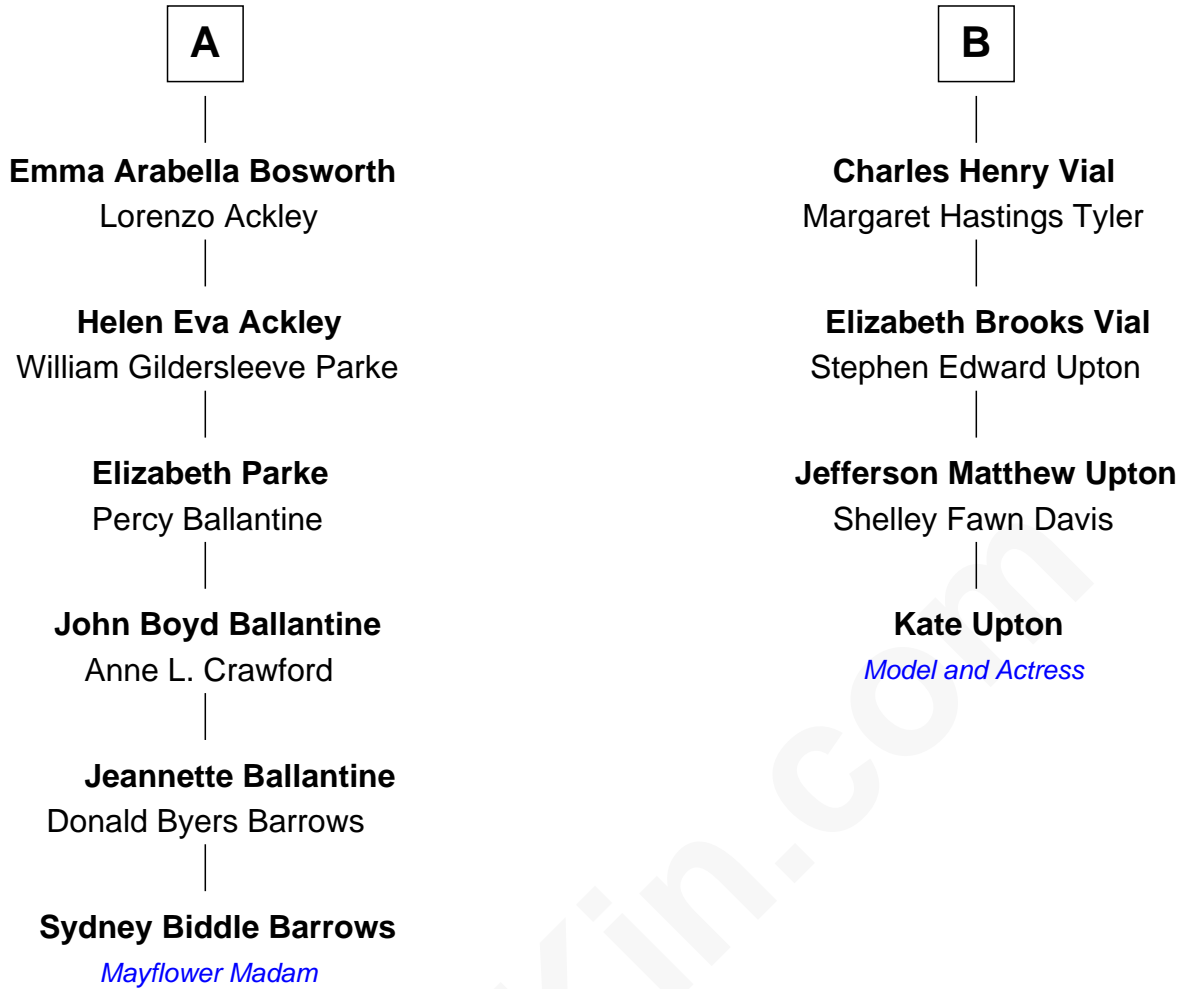 A
Emma Arabella Bosworth
Lorenzo Ackley
Helen Eva Ackley
William Gildersleeve Parke
Elizabeth Parke
Percy Ballantine
John Boyd Ballantine
Anne L. Crawford
Jeannette Ballantine
Donald Byers Barrows
Sydney Biddle Barrows
Mayflower Madam
B
Charles Henry Vial
Margaret Hastings Tyler
Elizabeth Brooks Vial
Stephen Edward Upton
Jefferson Matthew Upton
Shelley Fawn Davis
Kate Upton
Model and Actress
Kin.com